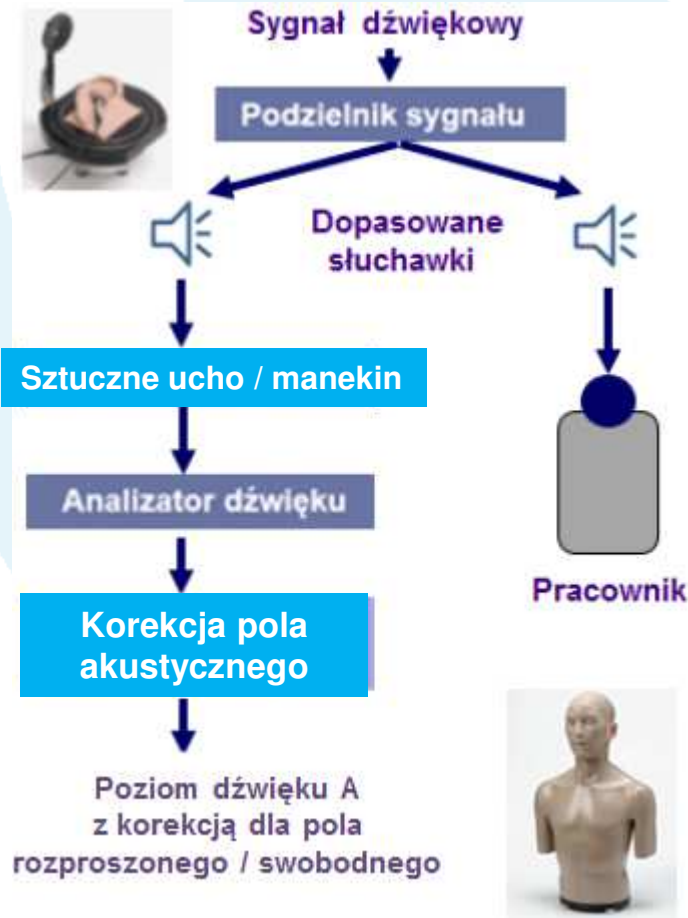 Sygnał dźwiękowy
Podzielnik sygnału
Dopasowane
słuchawki
Sztuczne ucho / manekin
Analizator dźwięku
Pracownik
Korekcja pola
akustycznego
Poziom dźwięku A
z korekcją dla pola
rozproszonego / swobodnego